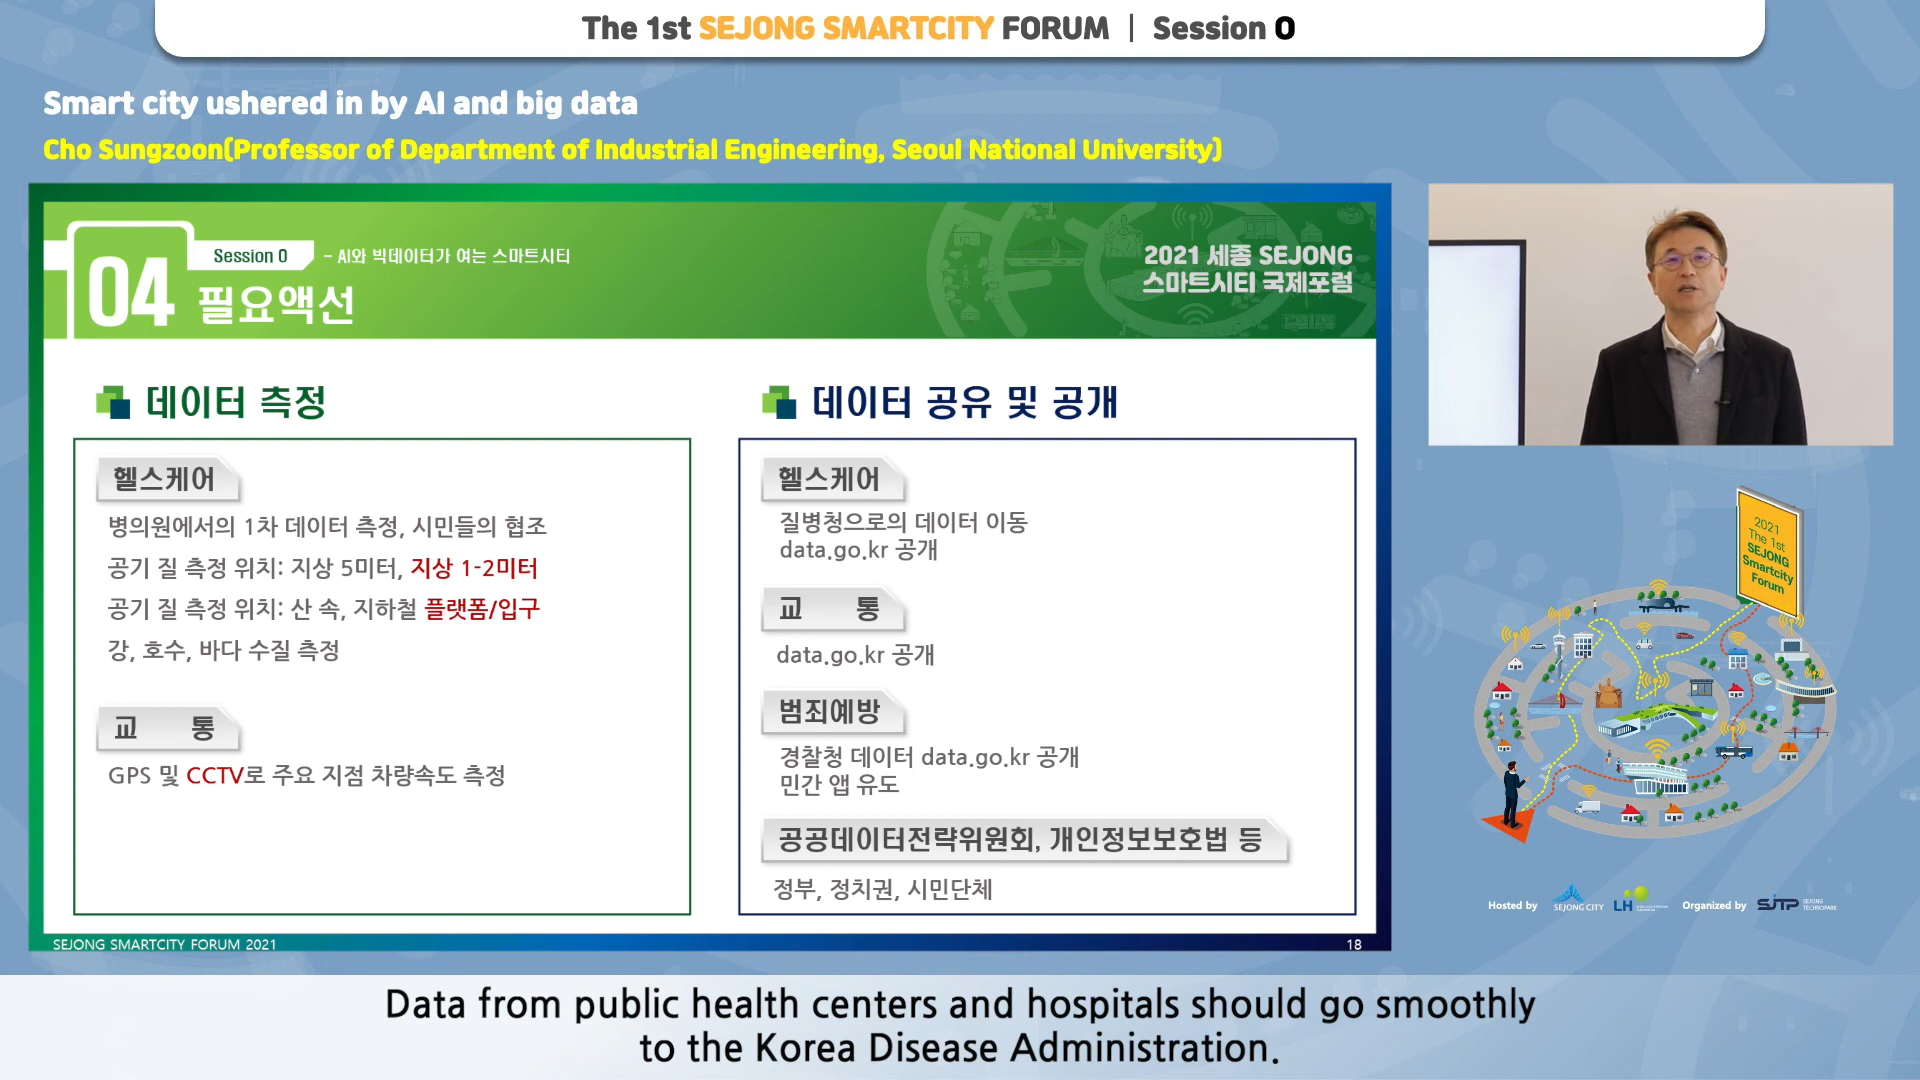 The 1st SEJONG SMARTCITY FORUM | Session 0
Smart city ushered in by AI and big data
Cho Sungzoon(Professor of Department of Industrial Engineering, Seoul National University)
04
Session 0
- AI와 빅데이터가 여는 스마트시티
필요액션
2021 세종 SEJONG
스마트시티 국제포럼
데이터 측정
헬스케어
병의원에서의 1차 데이터 측정, 시민들의 협조
공기 질 측정 위치: 지상 5미터, 지상 1-2미터
공기 질 측정 위치: 산 속, 지하철 플랫폼/입구
강, 호수, 바다 수질 측정
교 통
GPS 및 CCTV로 주요 지점 차량속도 측정
데이터 공유 및 공개
헬스케어
질병청으로의 데이터 이동
data.go.kr 공개
교 통
data.go.kr 공개
범죄예방
경찰청 데이터 data.go.kr 공개
민간 앱 유도
공공데이터전략위원회, 개인정보보호법 등
정부, 정치권, 시민단체
SEJONG SMARTCITY FORUM 2021
18
2021
The 1st
SEJONG
Smartcity
Forum
Hosted by
SEJONG CITY
LH
Organized by
SJTP
SEJONG
TECHNOPARK
Data from public health centers and hospitals should go smoothly
to the Korea Disease Administration.